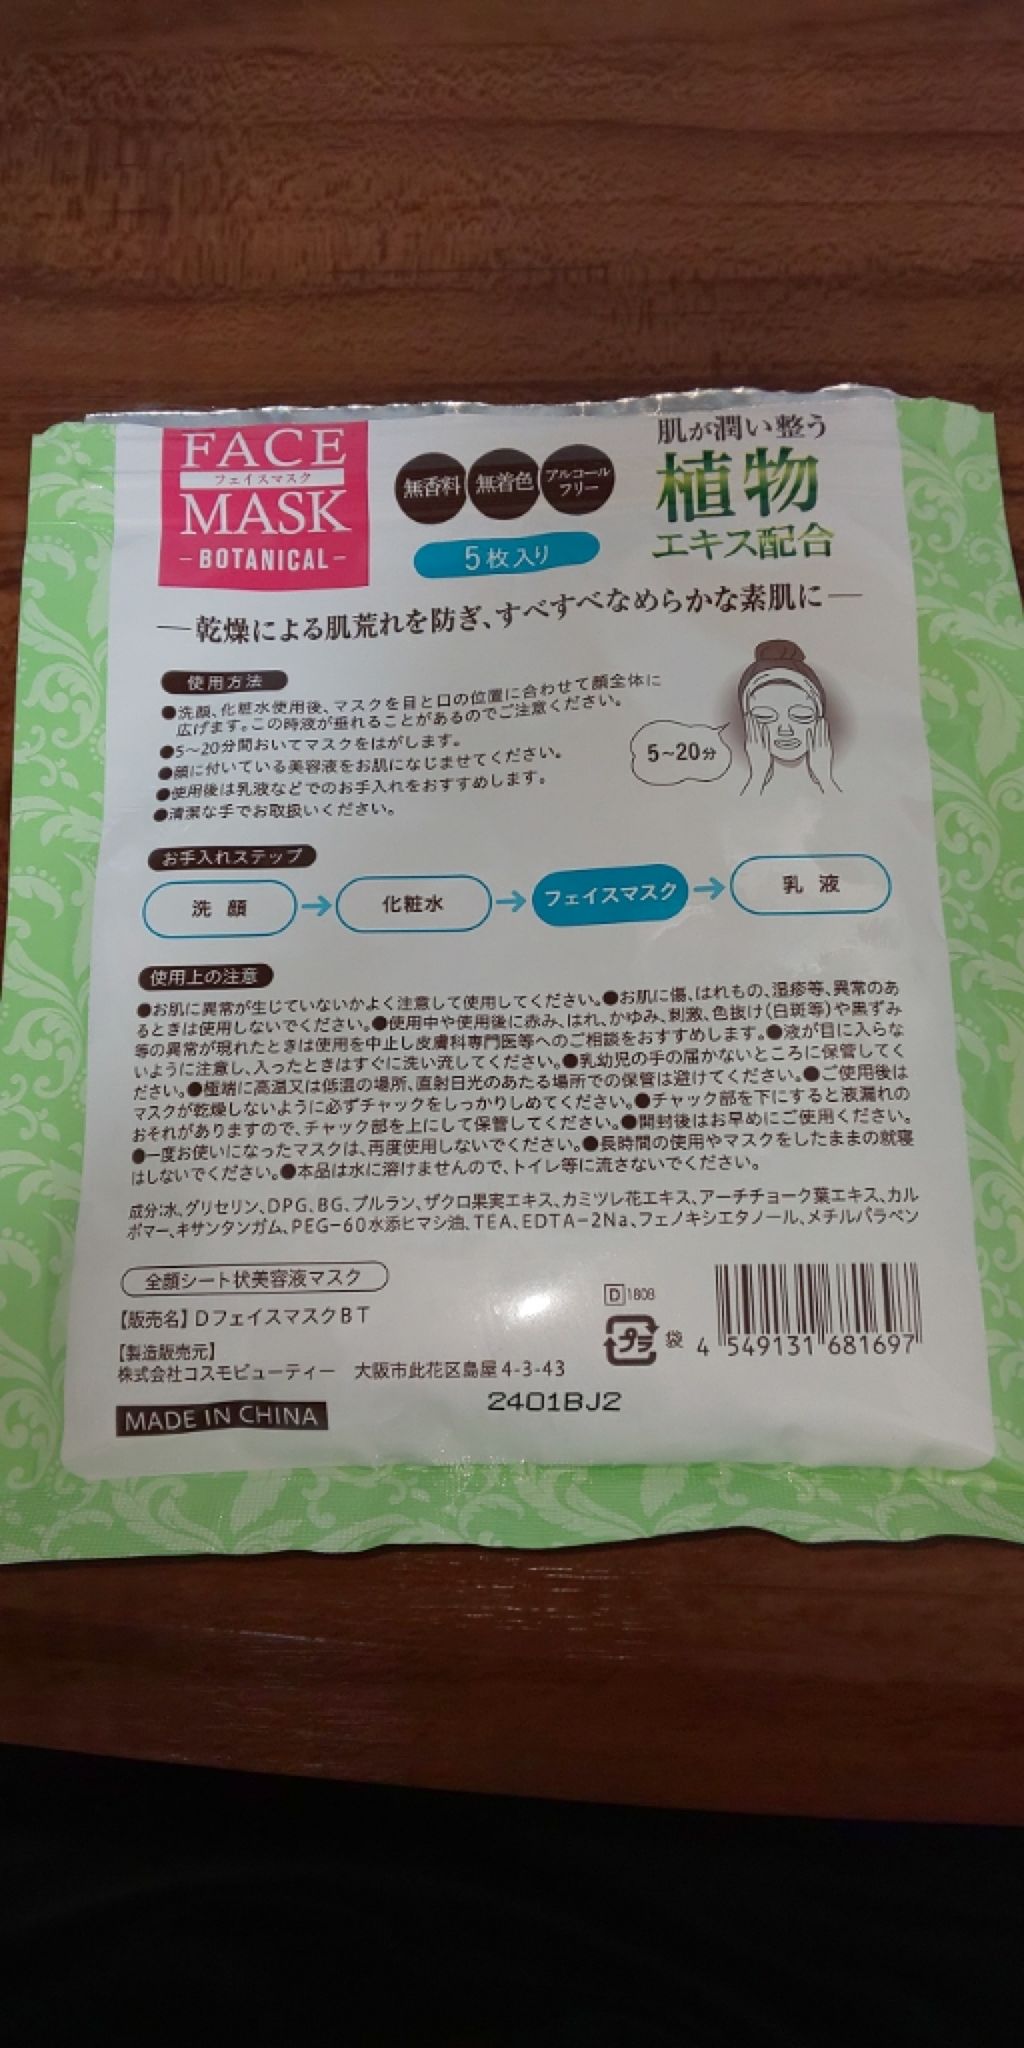 FACE
フェイスマスク
MASK
-BOTANICAL-
無香料
無着色
アルコール
フリー
5枚入り
肌が潤い整う
植物
エキス配合
―乾燥による肌荒れを防ぎ、すべすべなめらかな素肌に―
使用方法
●洗顔、化粧水使用後、マスクを目と口の位置に合わせて顔全体に
広げます。この時液が垂れることがあるのでご注意ください。
●5〜20分間おいてマスクをはがします。
●顔に付いている美容液をお肌になじませてください。
●使用後は乳液などでのお手入れをおすすめします。
●清潔な手でお取扱いください。
5~20分
お手入れステップ
洗 顔 → 化粧水 → フェイスマスク → 乳 液
使用上の注意
●お肌に異常が生じていないかよく注意して使用してください。●お肌に傷、はれもの、湿疹等、異常のあ
るときは使用しないでください。●使用中や使用後に赤み、はれ、かゆみ、刺激、色抜け(白斑等)や黒ずみ
等の異常が現れたときは使用を中止し皮膚科専門医等へのご相談をおすすめします。●液が目に入らな
いように注意し、入ったときはすぐに洗い流してください。●乳幼児の手の届かないところに保管してく
ださい。●極端に高温又は低温の場所、直射日光のあたる場所での保管は避けてください。●ご使用後は
マスクが乾燥しないように必ずチャックをしっかりしめてください。●チャック部を下にすると液漏れの
おそれがありますので、チャック部を上にして保管してください。●開封後はお早めにご使用ください。
●一度お使いになったマスクは、再度使用しないでください。●長時間の使用やマスクをしたままの就寝
はしないでください。●本品は水に溶けませんので、トイレ等に流さないでください。
成分:水、グリセリン、DPG、BG、プルラン、ザクロ果実エキス、カミツレ花エキス、アーチチョーク葉エキス、カル
ボマー、キサンタンガム、PEG-60水添ヒマシ油、TEA、EDTA-2Na、フェノキシエタノール、メチルパラベン
全顔シート状美容液マスク
【販売名】DフェイスマスクBT
【製造販売元】
株式会社コスモビューティー 大阪市此花区島屋4-3-43
MADE IN CHINA
2401BJ2
D 1808
プラ 袋
4 549131 681697